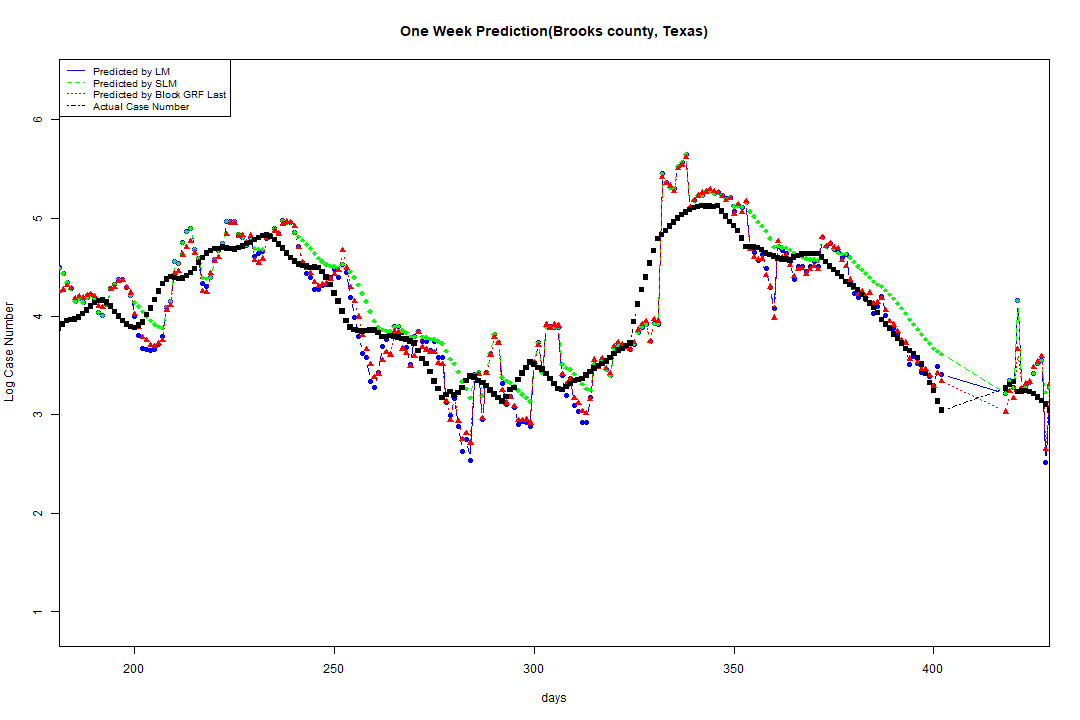 One Week Prediction(Brooks county, Texas)
Predicted by LM
Predicted by SLM
Predicted by Block GRF Last
Actual Case Number
6
5
4
3
2
1
Log Case Number
200 250 300 350 400
days